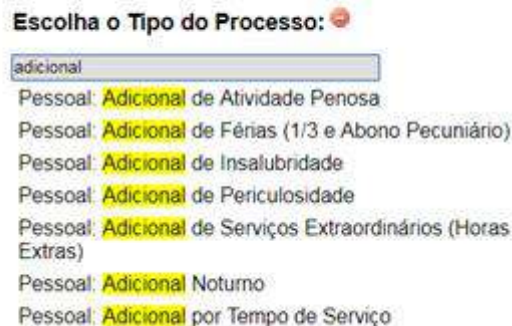 Escolha o Tipo do Processo:
adicional
Pessoal: Adicional de Atividade Penosa
Pessoal: Adicional de Férias (1/3 e Abono Pecuniário)
Pessoal: Adicional de Insalubridade
Pessoal: Adicional de Periculosidade
Pessoal: Adicional de Serviços Extraordinários (Horas
Extras)
Pessoal: Adicional Noturno
Pessoal: Adicional por Tempo de Serviço